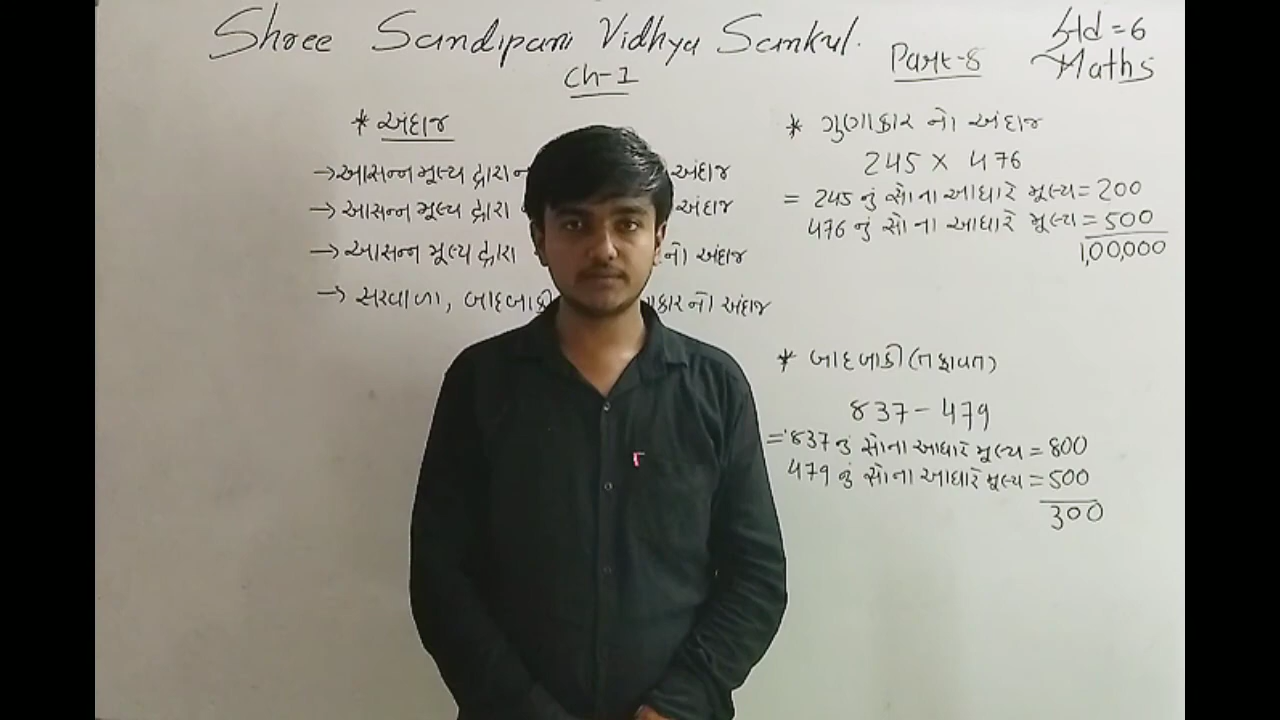 Shree Sandipani Vidhya Sankul.
Part-8
Std = 6
Maths
Ch-1
* અંદાજ
→ આસન્ન મૂલ્ય દ્વારા ન અંદાજ
→ આસન્ન મૂલ્ય દ્વારા અંદાજ
→ આસન્ન મૂલ્ય દ્વારા નો અંદાજ
→ સરવાળા, બાદબાકી કારનો અંદાજ
* ગુણાકાર નો અંદાજ
245 × 476
= 245 નું સો ના આધારે મૂલ્ય = 200
476 નું સો ના આધારે મૂલ્ય = 500
1,00,000
* બાદબાકી (તફાવત)
837 - 479
= 837 નું સોના આધારે મૂલ્ય = 800
479 નું સોના આધારે મૂલ્ય = 500
300